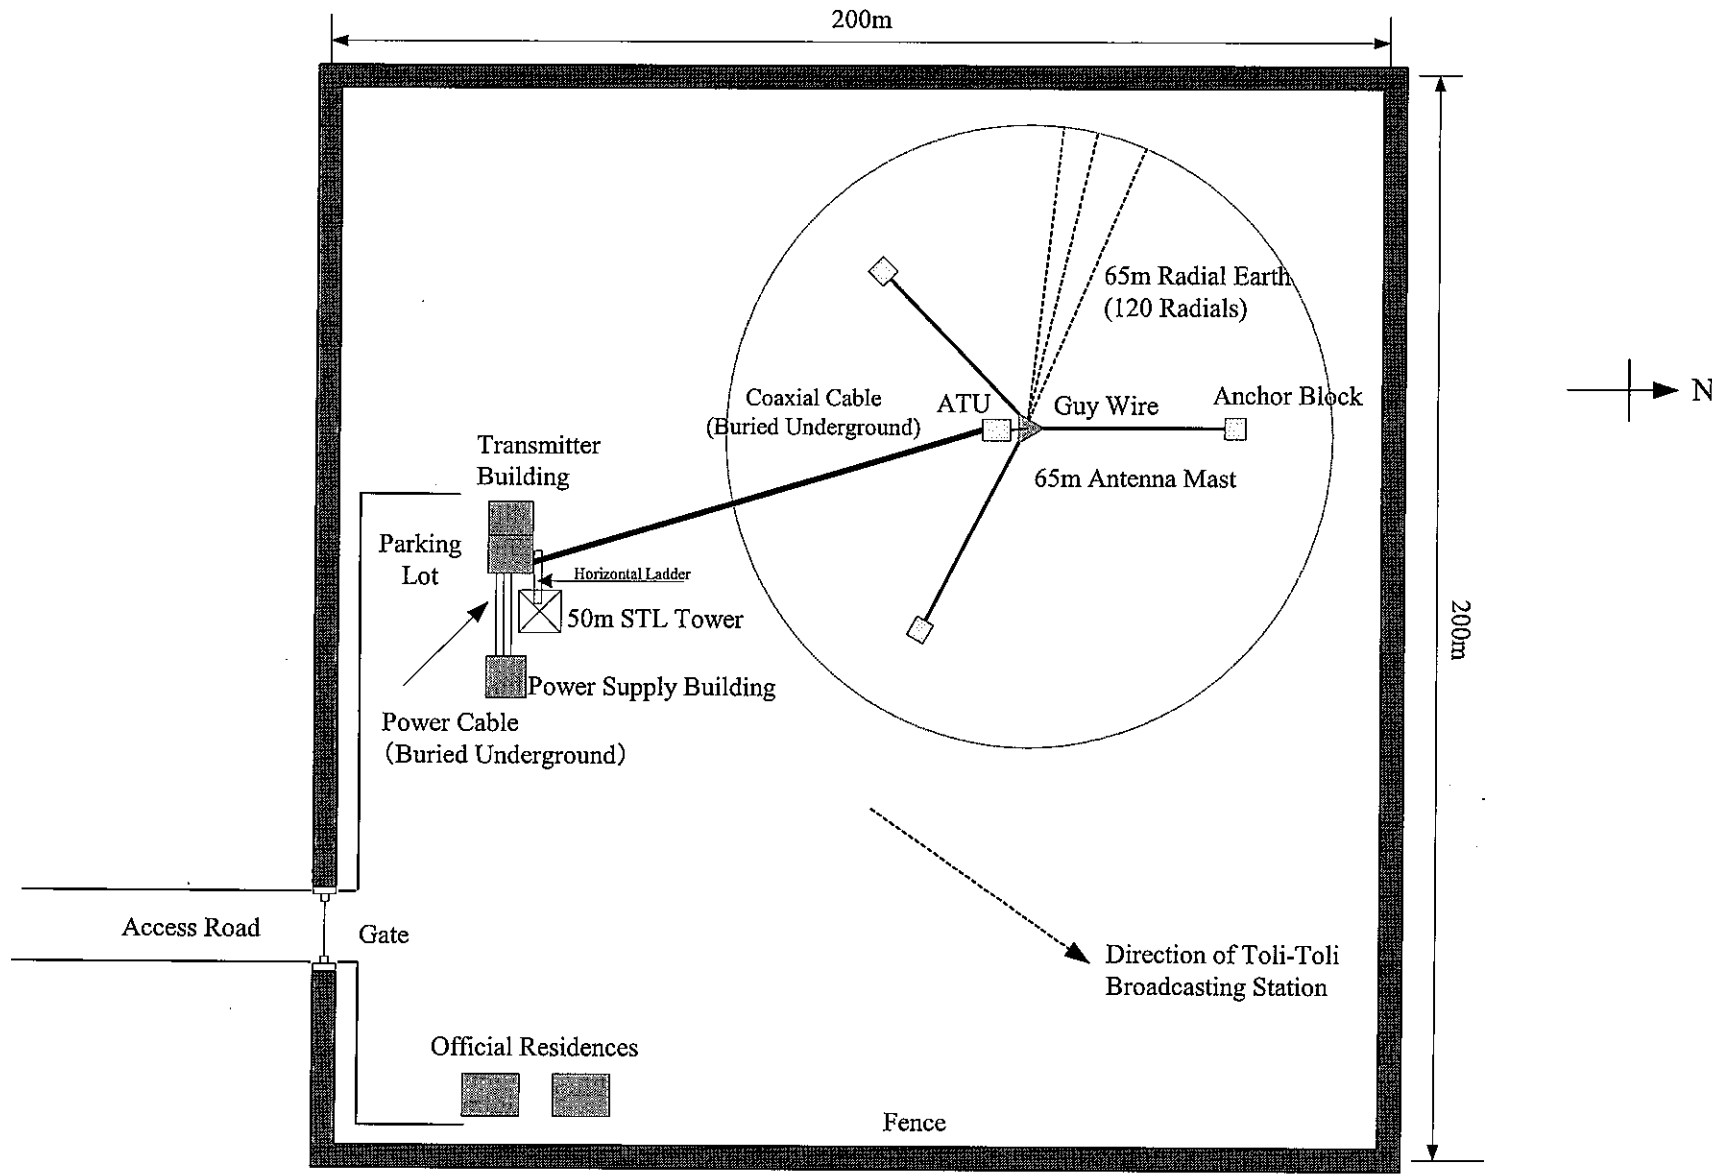 200m
65m Radial Earth
(120 Radials)
N
Coaxial Cable
(Buried Underground)
ATU
Guy Wire
Anchor Block
65m Antenna Mast
Transmitter
Building
Parking
Lot
Horizontal Ladder
50m STL Tower
200m
Power Supply Building
Power Cable
(Buried Underground)
Access Road
Gate
Direction of Toli-Toli
Broadcasting Station
Official Residences
Fence